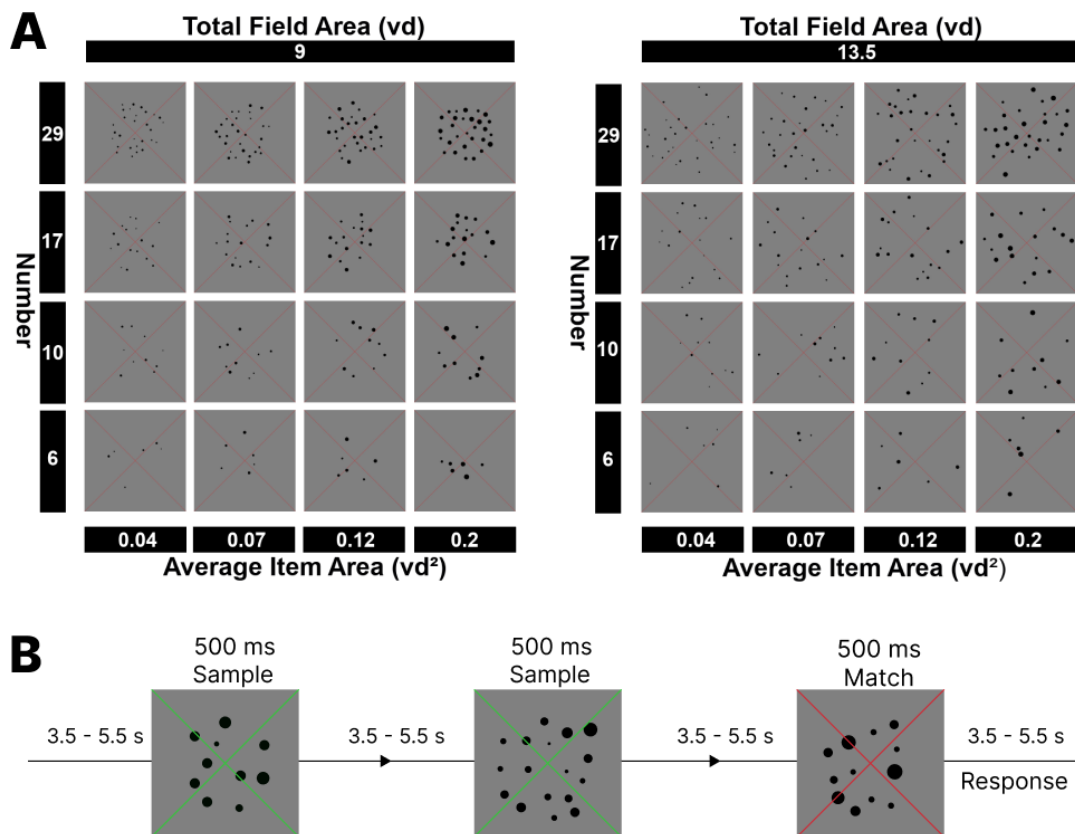 A
Total Field Area (vd)
9
Number
29
17
10
6
0.04 0.07 0.12 0.2
Average Item Area (vd²)
Total Field Area (vd)
13.5
Number
29
17
10
6
0.04 0.07 0.12 0.2
Average Item Area (vd²)
B
500 ms
Sample
500 ms
Sample
500 ms
Match
3.5 - 5.5 s
3.5 - 5.5 s
3.5 - 5.5 s
3.5 - 5.5 s
Response